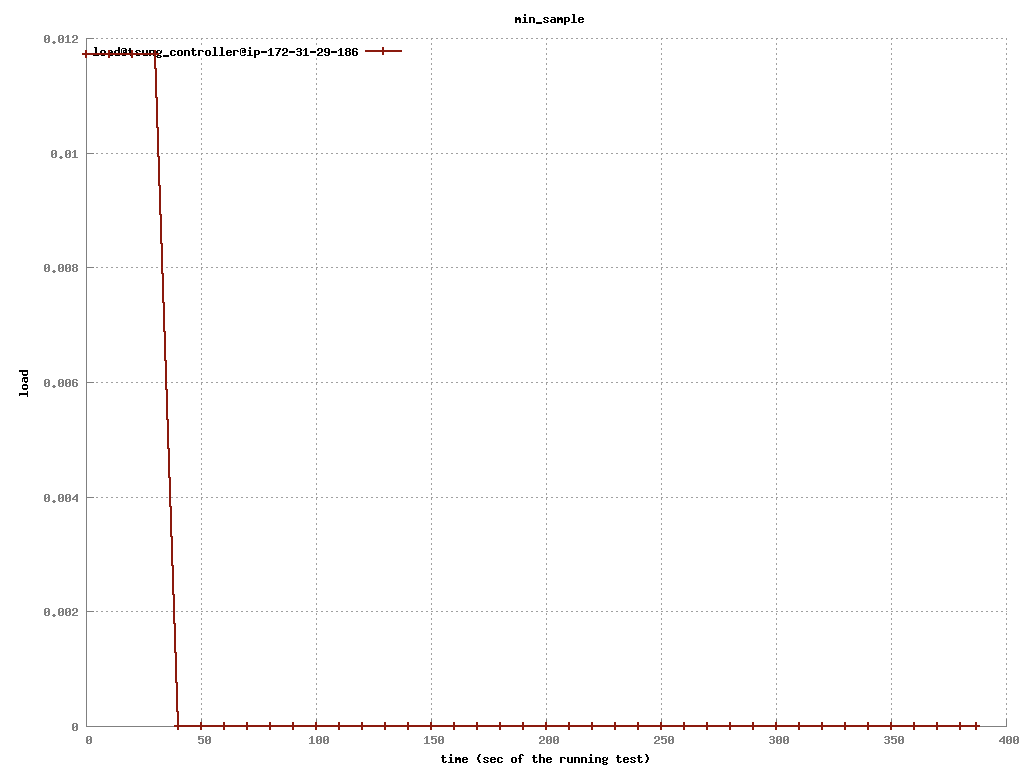 min_sample
0.012
load@tsung_controller@ip-172-31-29-186
0.01
0.008
0.006
load
0.004
0.002
0
0 50 100 150 200 250 300 350 400
time (sec of the running test)